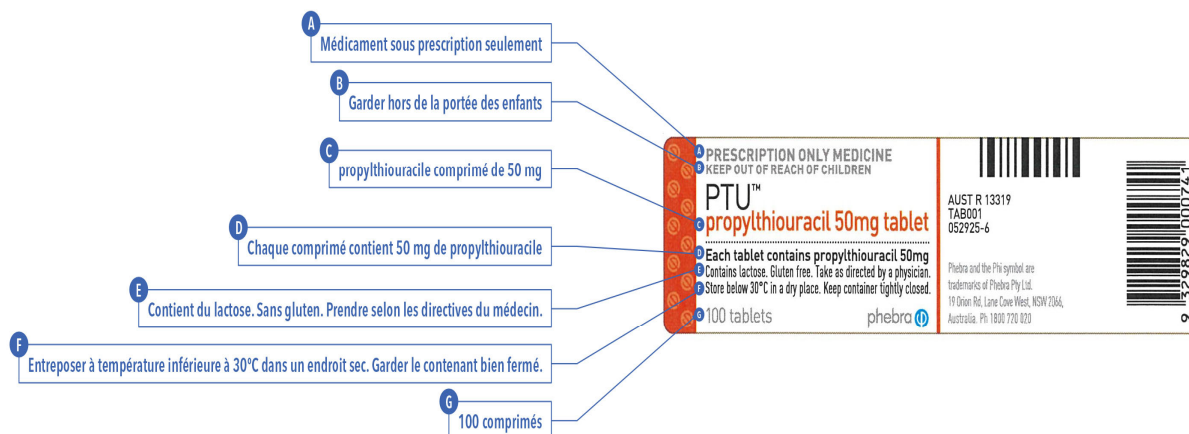 A
Médicament sous prescription seulement
B
Garder hors de la portée des enfants
C
propylthiouracile comprimé de 50 mg
D
Chaque comprimé contient 50 mg de propylthiouracile
E
Contient du lactose. Sans gluten. Prendre selon les directives du médecin.
F
Entreposer à température inférieure à 30°C dans un endroit sec. Garder le contenant bien fermé.
G
100 comprimés
A PRESCRIPTION ONLY MEDICINE
B KEEP OUT OF REACH OF CHILDREN
PTU™
C propylthiouracil 50mg tablet
D Each tablet contains propylthiouracil 50mg
E Contains lactose. Gluten free. Take as directed by a physician.
F Store below 30°C in a dry place. Keep container tightly closed.
G 100 tablets
phebra
AUST R 13319
TAB001
052925-6
Phebra and the Phi symbol are
trademarks of Phebra Pty Ltd.
19 Orion Rd, Lane Cove West, NSW 2066,
Australia. Ph 1800 720 020
9 329829 000741